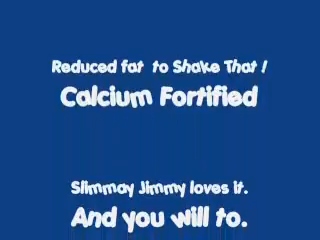 Reduced fat to Shake That !
Calcium Fortified
Slimmay Jimmy loves it.
And you will to.